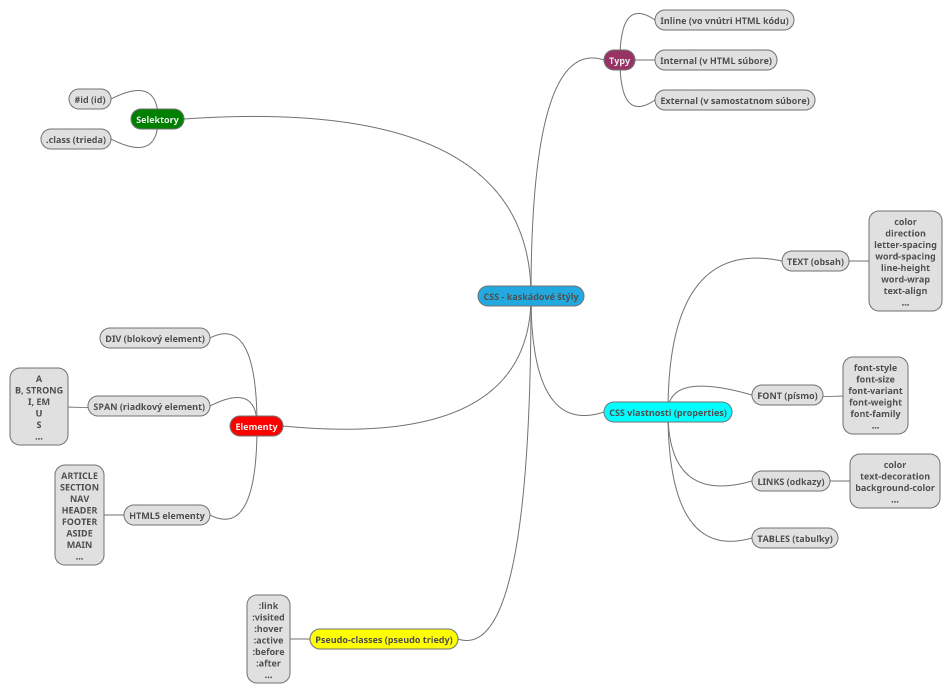 CSS - kaskádové štýly
Typy
Inline (vo vnútri HTML kódu)
Internal (v HTML súbore)
External (v samostatnom súbore)
Selektory
#id (id)
.class (trieda)
CSS vlastnosti (properties)
TEXT (obsah)
color
direction
letter-spacing
word-spacing
line-height
word-wrap
text-align
...
FONT (písmo)
font-style
font-size
font-variant
font-weight
font-family
...
LINKS (odkazy)
color
text-decoration
background-color
...
TABLES (tabuľky)
Elementy
DIV (blokový element)
SPAN (riadkový element)
A
B, STRONG
I, EM
U
S
...
HTML5 elementy
ARTICLE
SECTION
NAV
HEADER
FOOTER
ASIDE
MAIN
...
Pseudo-classes (pseudo triedy)
:link
:visited
:hover
:active
:before
:after
...